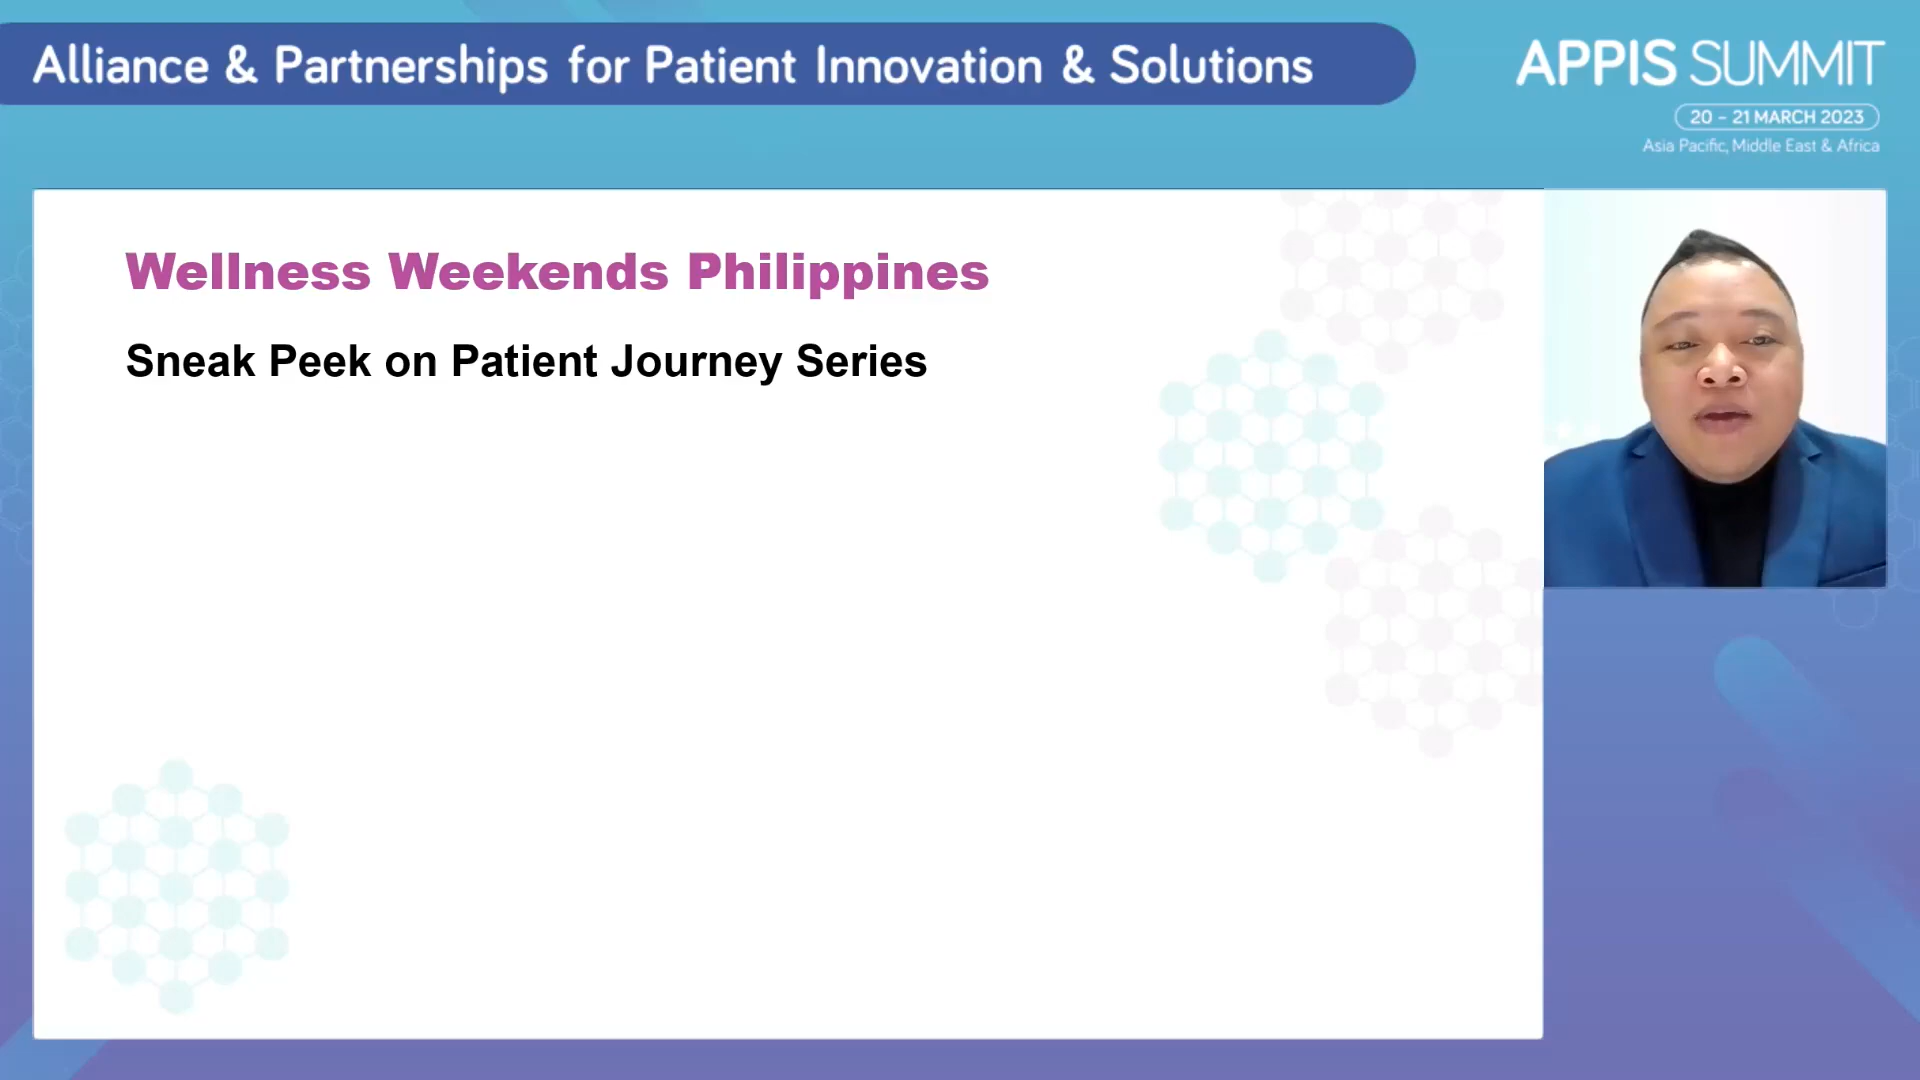 Alliance & Partnerships for Patient Innovation & Solutions
APPIS SUMMIT
20 – 21 MARCH 2023
Asia Pacific, Middle East & Africa
Wellness Weekends Philippines
Sneak Peek on Patient Journey Series